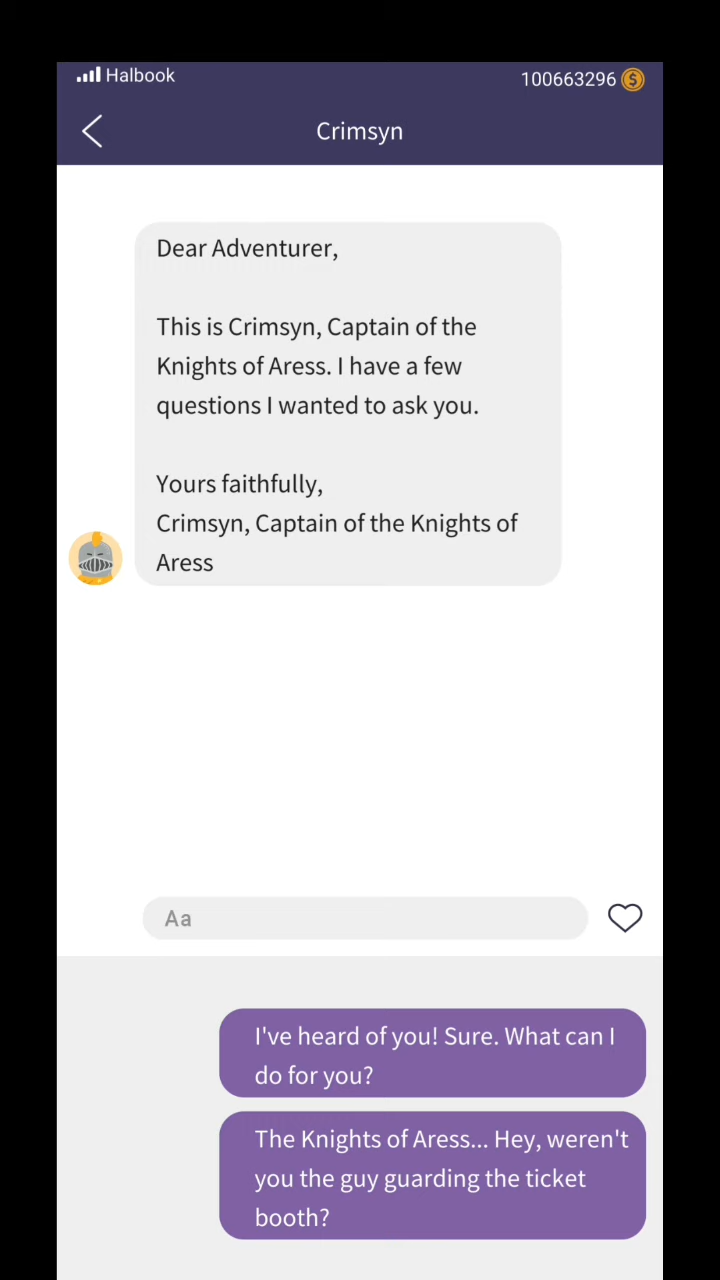 Halbook
100663296
Crimsyn
Dear Adventurer,
This is Crimsyn, Captain of the
Knights of Aress. I have a few
questions I wanted to ask you.
Yours faithfully,
Crimsyn, Captain of the Knights of
Aress
Aa
I've heard of you! Sure. What can I
do for you?
The Knights of Aress... Hey, weren't
you the guy guarding the ticket
booth?